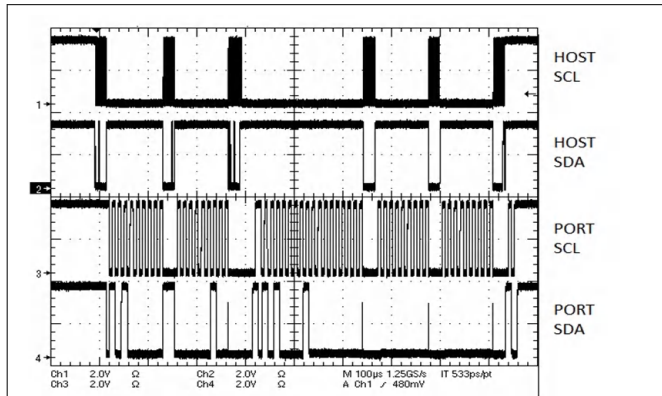 HOST
SCL
1
HOST
SDA
2
PORT
SCL
3
PORT
SDA
4
Ch1 2.0V Ω Ch2 2.0V Ω M 100µs 1.25GS/s IT 533ps/pt
Ch3 2.0V Ω Ch4 2.0V Ω A Ch1 / 480mV